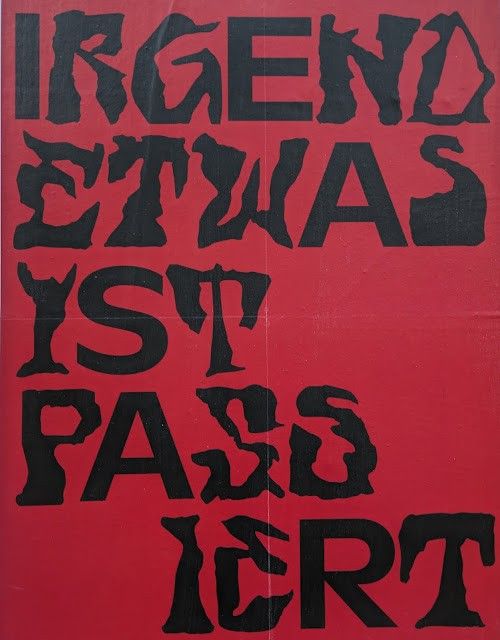 IRGEND
ETWAS
IST
PASS
IERT